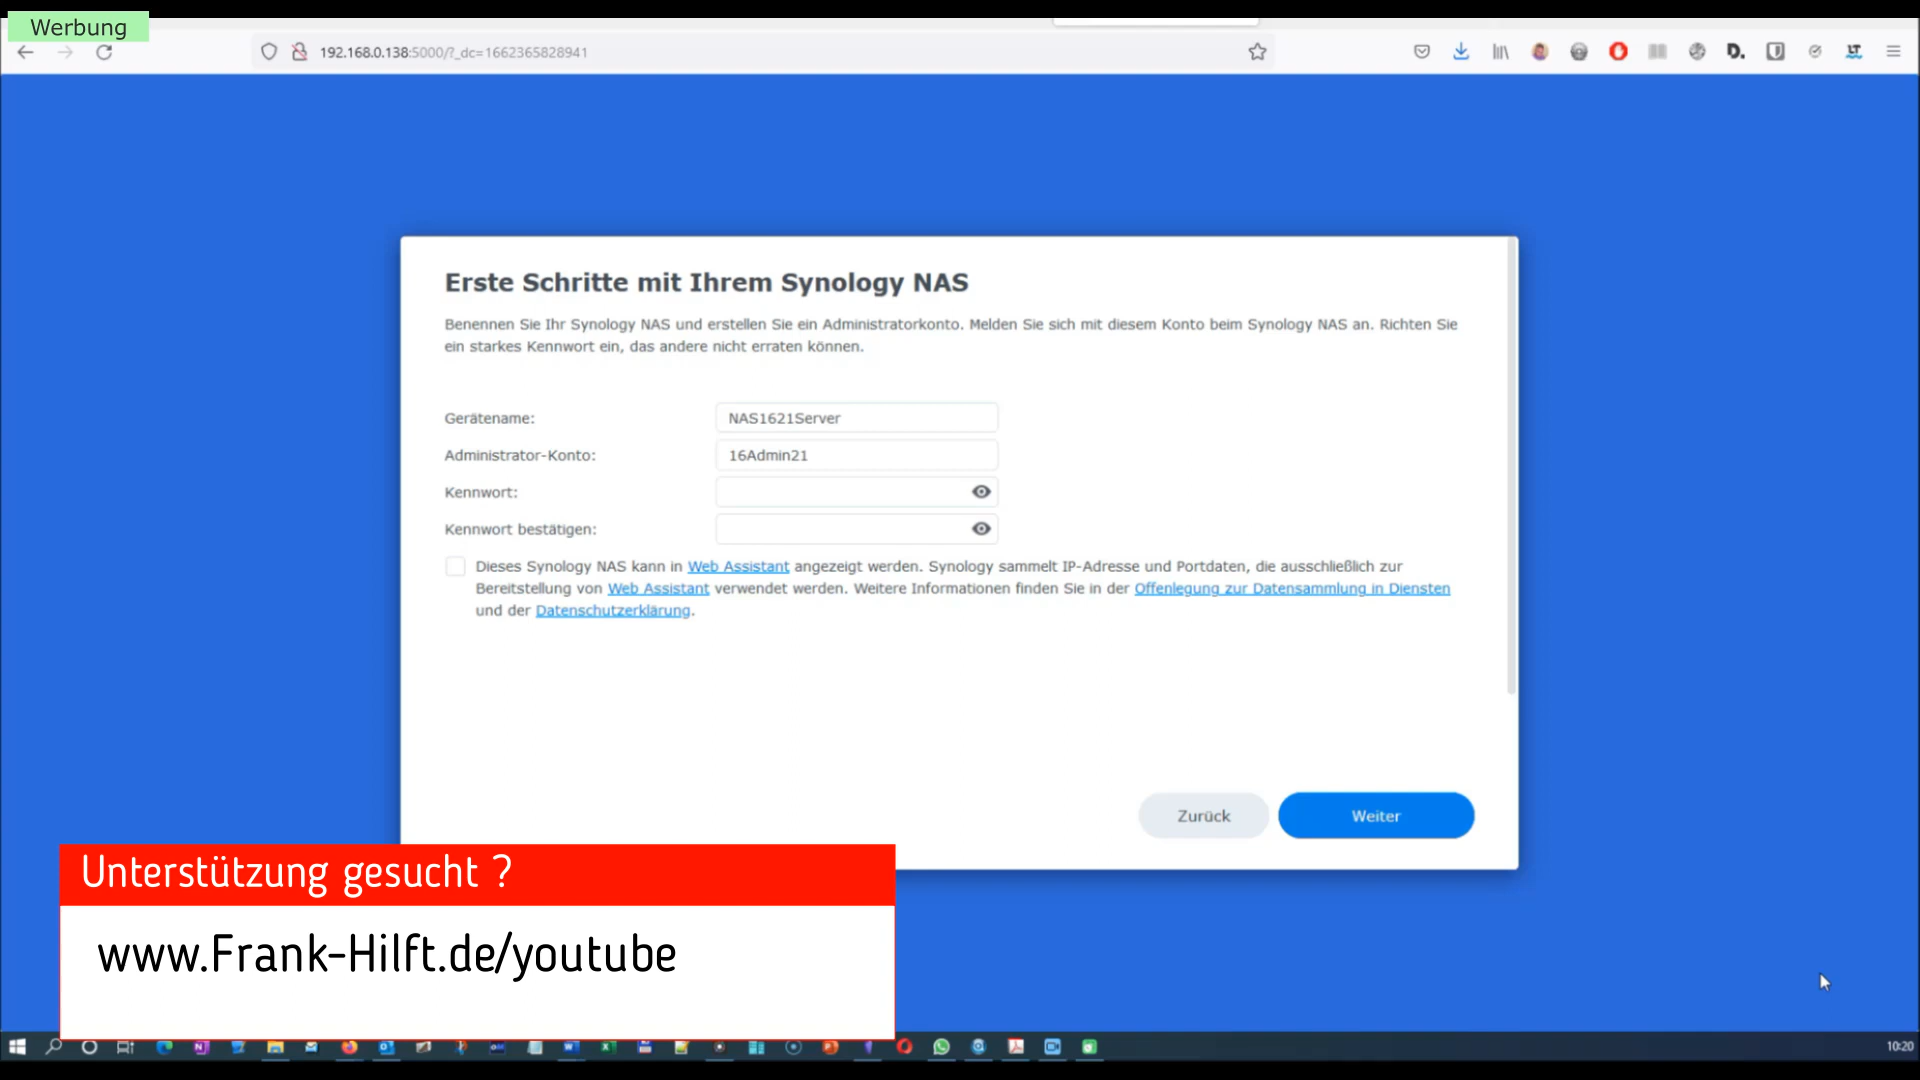 Werbung
192.168.0.138:5000/?_dc=1662365828941
Erste Schritte mit Ihrem Synology NAS
Benennen Sie Ihr Synology NAS und erstellen Sie ein Administratorkonto. Melden Sie sich mit diesem Konto beim Synology NAS an. Richten Sie
ein starkes Kennwort ein, das andere nicht erraten können.
Gerätename: NAS1621Server
Administrator-Konto: 16Admin21
Kennwort:
Kennwort bestätigen:
Dieses Synology NAS kann in Web Assistant angezeigt werden. Synology sammelt IP-Adresse und Portdaten, die ausschließlich zur
Bereitstellung von Web Assistant verwendet werden. Weitere Informationen finden Sie in der Offenlegung zur Datensammlung in Diensten
und der Datenschutzerklärung.
Zurück Weiter
Unterstützung gesucht ?
www.Frank-Hilft.de/youtube
10:20